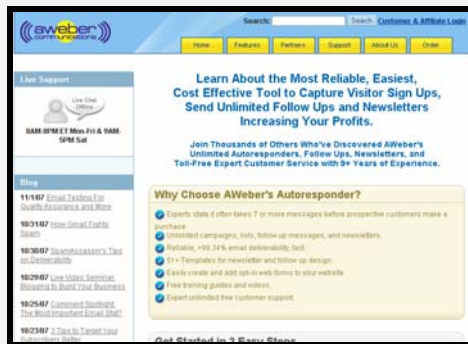 aweber
communications
Search:
Search
Customer & Affiliate Login
Home
Features
Partners
Support
About Us
Order
Live Support
Live Chat
Offline
8AM-8PM ET Mon-Fri & 9AM-
5PM Sat
Blog
11/1/07 Email Testing For
Quality Assurance and More
10/31/07 How Gmail Fights
Spam
10/30/07 SpamAssassin's Tips
on Deliverability
10/29/07 Live Video Seminar:
Blogging to Build Your Business
10/25/07 Comment Spotlight:
The Most Important Email Stat?
10/23/07 3 Tips to Target Your
Subscribers Better
Learn About the Most Reliable, Easiest,
Cost Effective Tool to Capture Visitor Sign Ups,
Send Unlimited Follow Ups and Newsletters
Increasing Your Profits.
Join Thousands of Others Who've Discovered AWeber's
Unlimited Autoresponders, Follow Ups, Newsletters, and
Toll-Free Expert Customer Service with 9+ Years of Experience.
Why Choose AWeber's Autoresponder?
Experts state it often takes 7 or more messages before prospective customers make a
purchase.
Unlimited campaigns, lists, follow up messages, and newsletters.
Reliable, +99.34% email deliverability, fast.
51+ Templates for newsletter and follow up design.
Easily create and add opt-in web forms to your website.
Free training guides and videos.
Expert unlimited free customer support.
Get Started in 3 Easy Steps